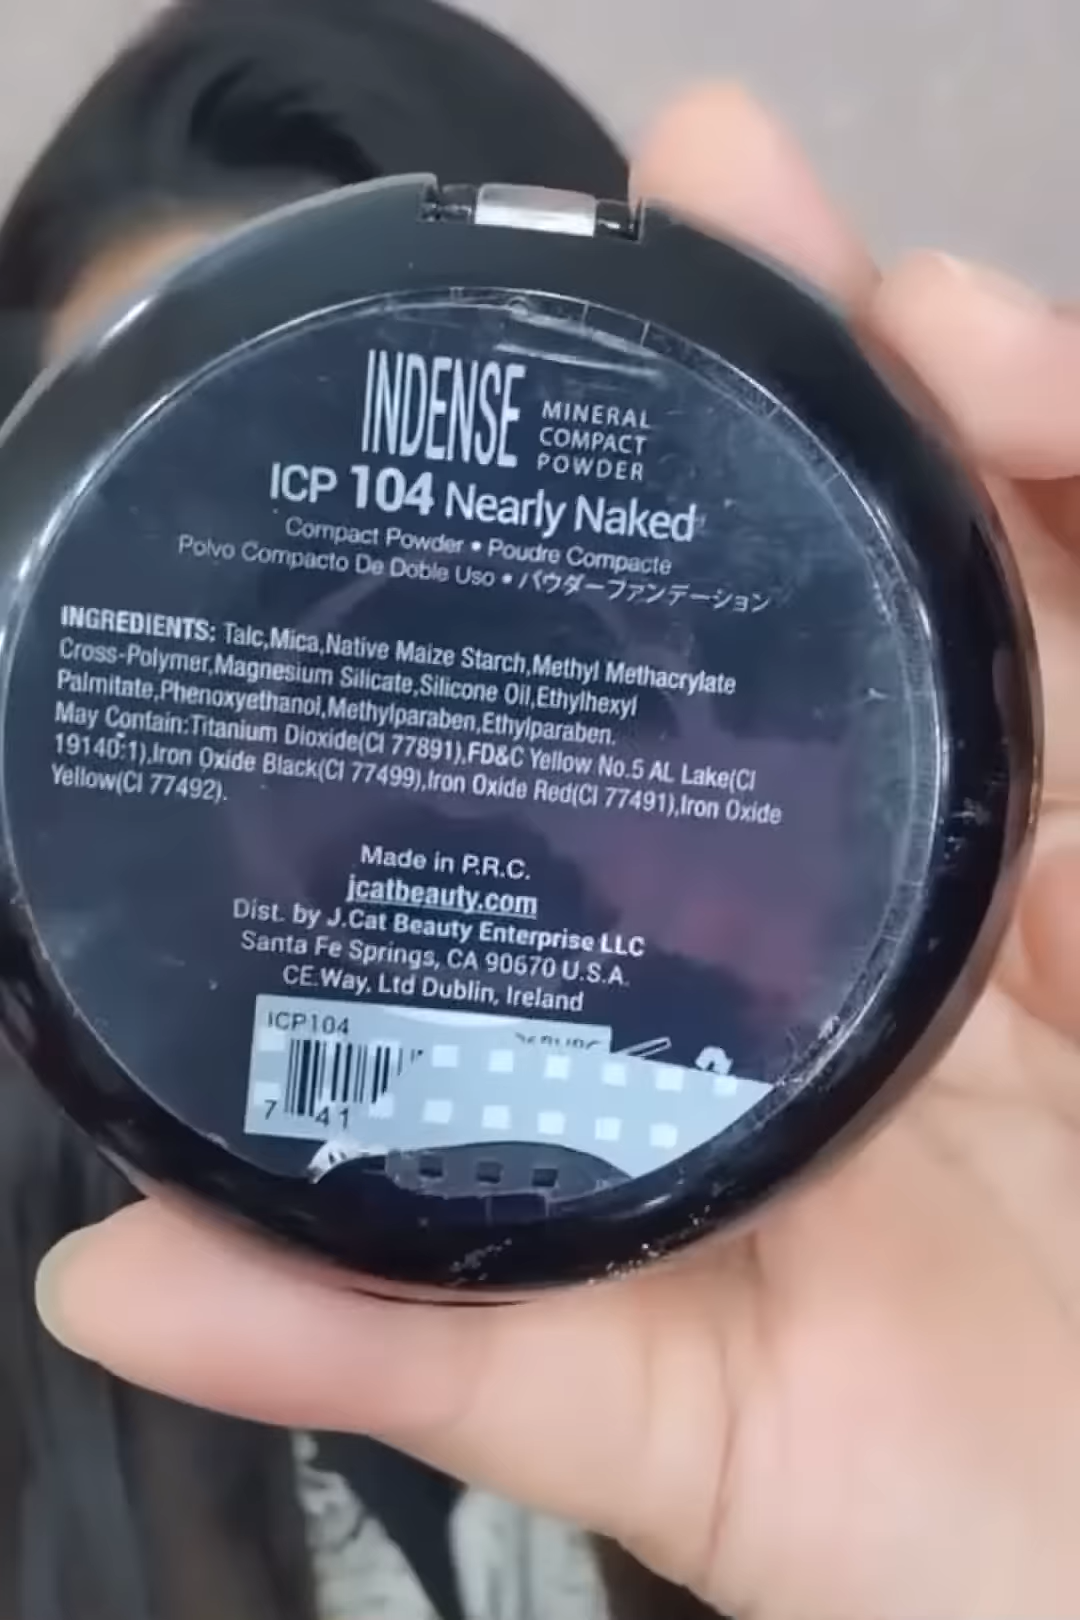 INDENSE MINERAL
COMPACT
POWDER
ICP 104 Nearly Naked
Compact Powder • Poudre Compacte
Polvo Compacto De Doble Uso • パウダーファンデーション
INGREDIENTS: Talc,Mica,Native Maize Starch,Methyl Methacrylate
Cross-Polymer,Magnesium Silicate,Silicone Oil,Ethylhexyl
Palmitate,Phenoxyethanol,Methylparaben,Ethylparaben.
May Contain:Titanium Dioxide(CI 77891),FD&C Yellow No.5 AL Lake(CI
19140:1),Iron Oxide Black(CI 77499),Iron Oxide Red(CI 77491),Iron Oxide
Yellow(CI 77492).
Made in P.R.C.
jcatbeauty.com
Dist. by J.Cat Beauty Enterprise LLC
Santa Fe Springs, CA 90670 U.S.A.
CE.Way, Ltd Dublin, Ireland
ICP104
7 41